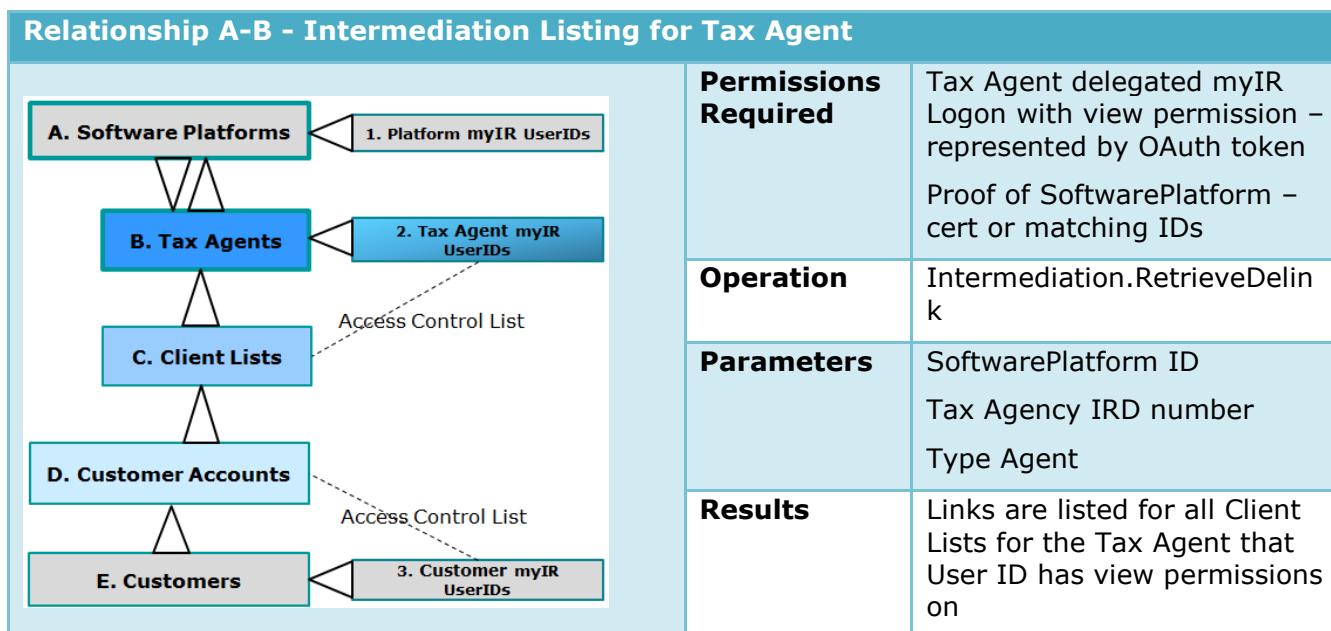 Relationship A-B - Intermediation Listing for Tax Agent
A. Software Platforms
1. Platform myIR UserIDs
B. Tax Agents
2. Tax Agent myIR
UserIDs
Access Control List
C. Client Lists
D. Customer Accounts
Access Control List
E. Customers
3. Customer myIR
UserIDs
Permissions
Required
Tax Agent delegated myIR
Logon with view permission –
represented by OAuth token
Proof of SoftwarePlatform –
cert or matching IDs
Operation
Intermediation.RetrieveDelin
k
Parameters
SoftwarePlatform ID
Tax Agency IRD number
Type Agent
Results
Links are listed for all Client
Lists for the Tax Agent that
User ID has view permissions
on